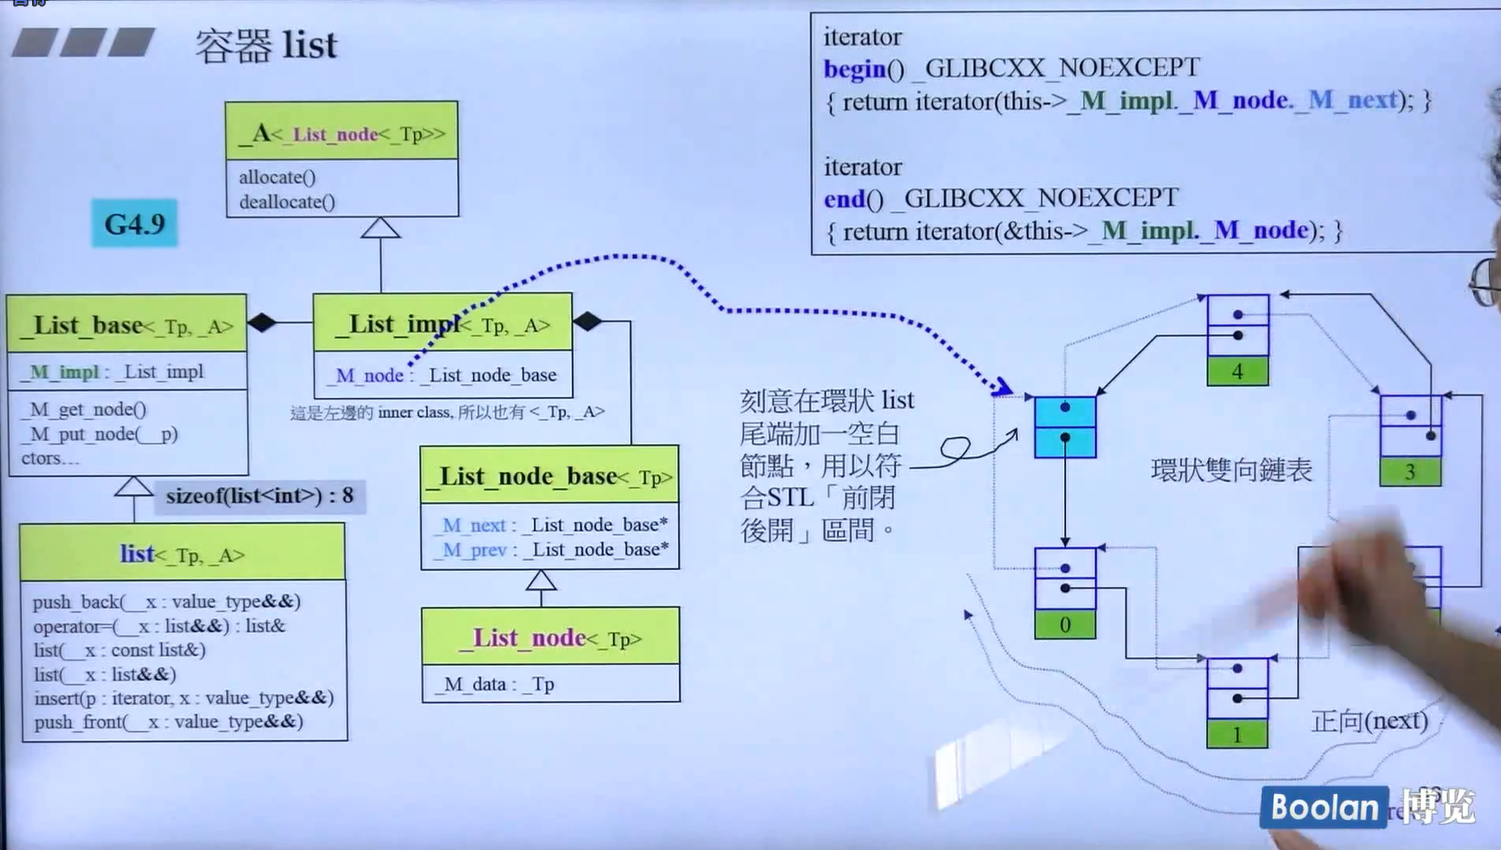 容器 list
iterator
begin() _GLIBCXX_NOEXCEPT
{ return iterator(this->_M_impl._M_node._M_next); }
iterator
end() _GLIBCXX_NOEXCEPT
{ return iterator(&this->_M_impl._M_node); }
_A<_List_node<_Tp>>
allocate()
deallocate()
G4.9
_List_base<_Tp, _A>
_M_impl : _List_impl
_M_get_node()
_M_put_node(__p)
ctors…
_List_impl<_Tp, _A>
_M_node : _List_node_base
這是左邊的 inner class, 所以也有 <_Tp, _A>
sizeof(list<int>) : 8
list<_Tp, _A>
push_back(__x : value_type&&)
operator=(__x : list&&) : list&
list(__x : const list&)
list(__x : list&&)
insert(p : iterator, x : value_type&&)
push_front(__x : value_type&&)
_List_node_base<_Tp>
_M_next : _List_node_base*
_M_prev : _List_node_base*
_List_node<_Tp>
_M_data : _Tp
刻意在環狀 list
尾端加一空白
節點，用以符
合STL「前閉
後開」區間。
4
3
環狀雙向鏈表
0
1
正向(next)
Boolan 博览